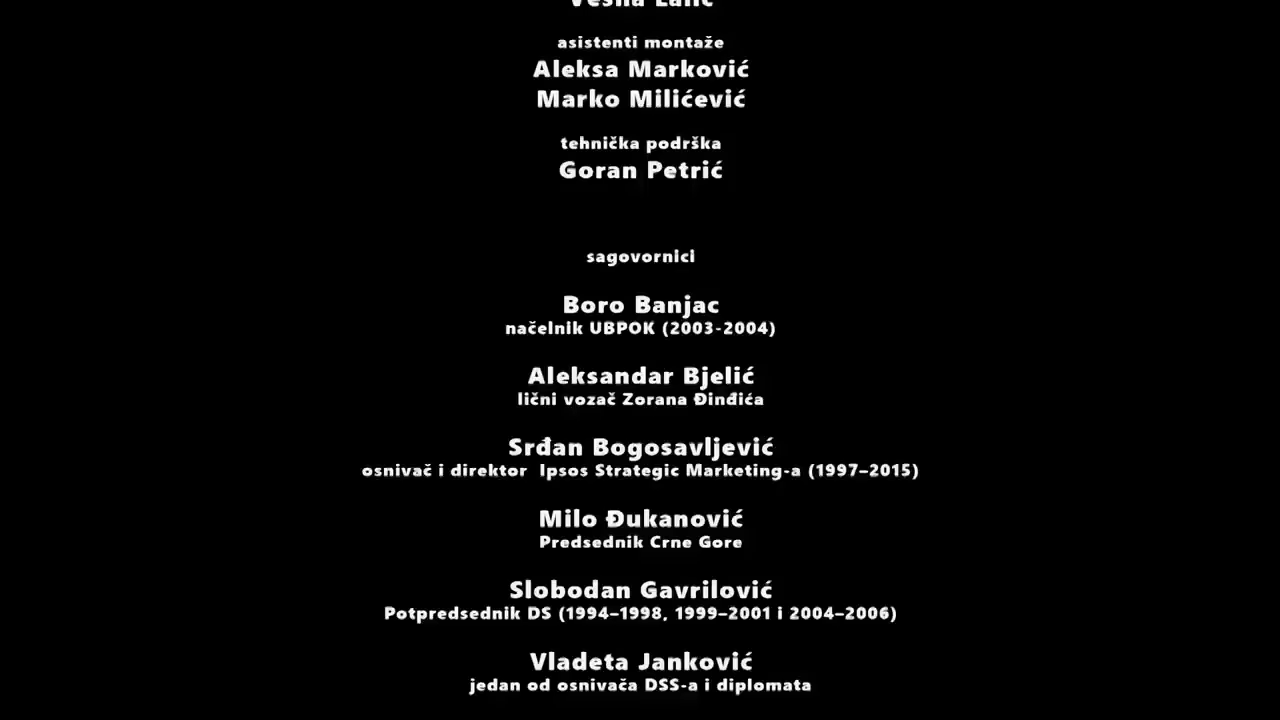 Vesna Lalić
asistenti montaže
Aleksa Marković
Marko Milićević
tehnička podrška
Goran Petrić
sagovornici
Boro Banjac
načelnik UBPOK (2003-2004)
Aleksandar Bjelić
lični vozač Zorana Đinđića
Srđan Bogosavljević
osnivač i direktor Ipsos Strategic Marketing-a (1997–2015)
Milo Đukanović
Predsednik Crne Gore
Slobodan Gavrilović
Potpredsednik DS (1994–1998, 1999–2001 i 2004–2006)
Vladeta Janković
jedan od osnivača DSS-a i diplomata